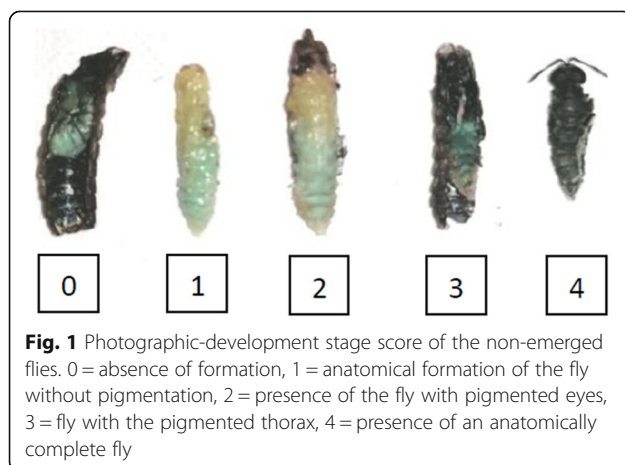 0 1 2 3 4
Fig. 1 Photographic-development stage score of the non-emerged
flies. 0 = absence of formation, 1 = anatomical formation of the fly
without pigmentation, 2 = presence of the fly with pigmented eyes,
3 = fly with the pigmented thorax, 4 = presence of an anatomically
complete fly